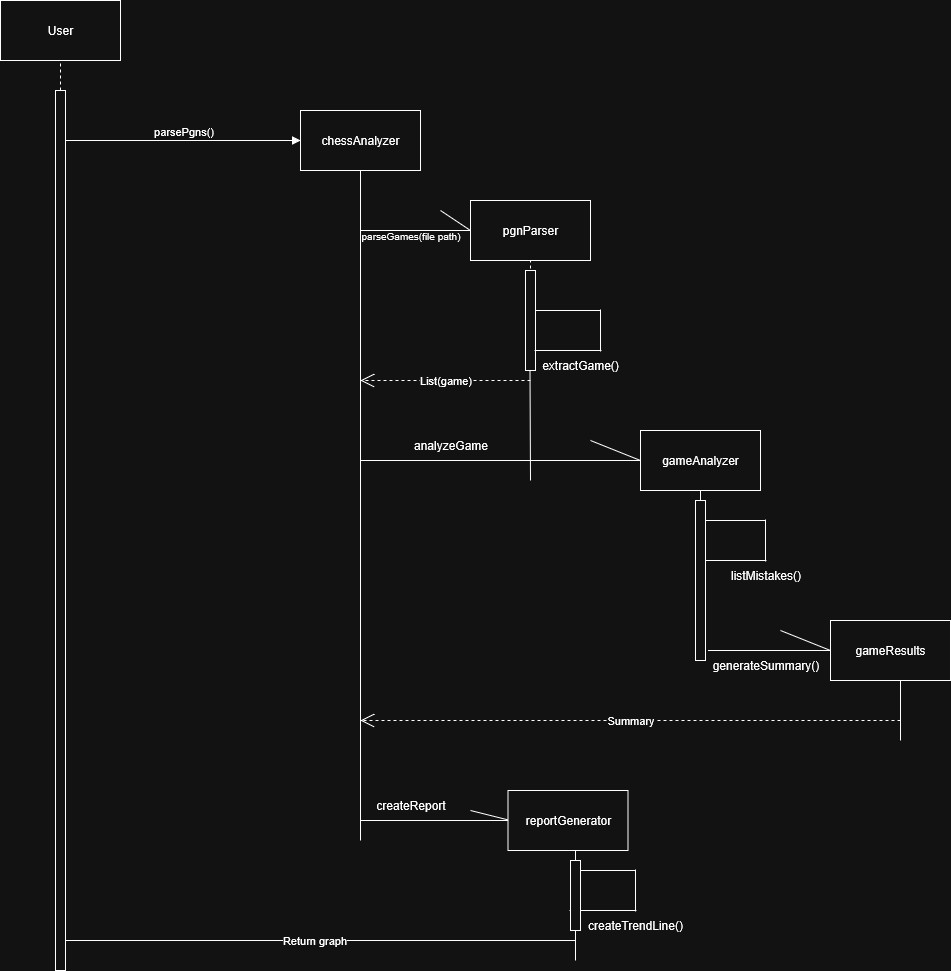 User
parsePgns()
chessAnalyzer
parseGames(file path)
pgnParser
extractGame()
List(game)
analyzeGame
gameAnalyzer
listMistakes()
generateSummary()
gameResults
Summary
createReport
reportGenerator
createTrendLine()
Return graph